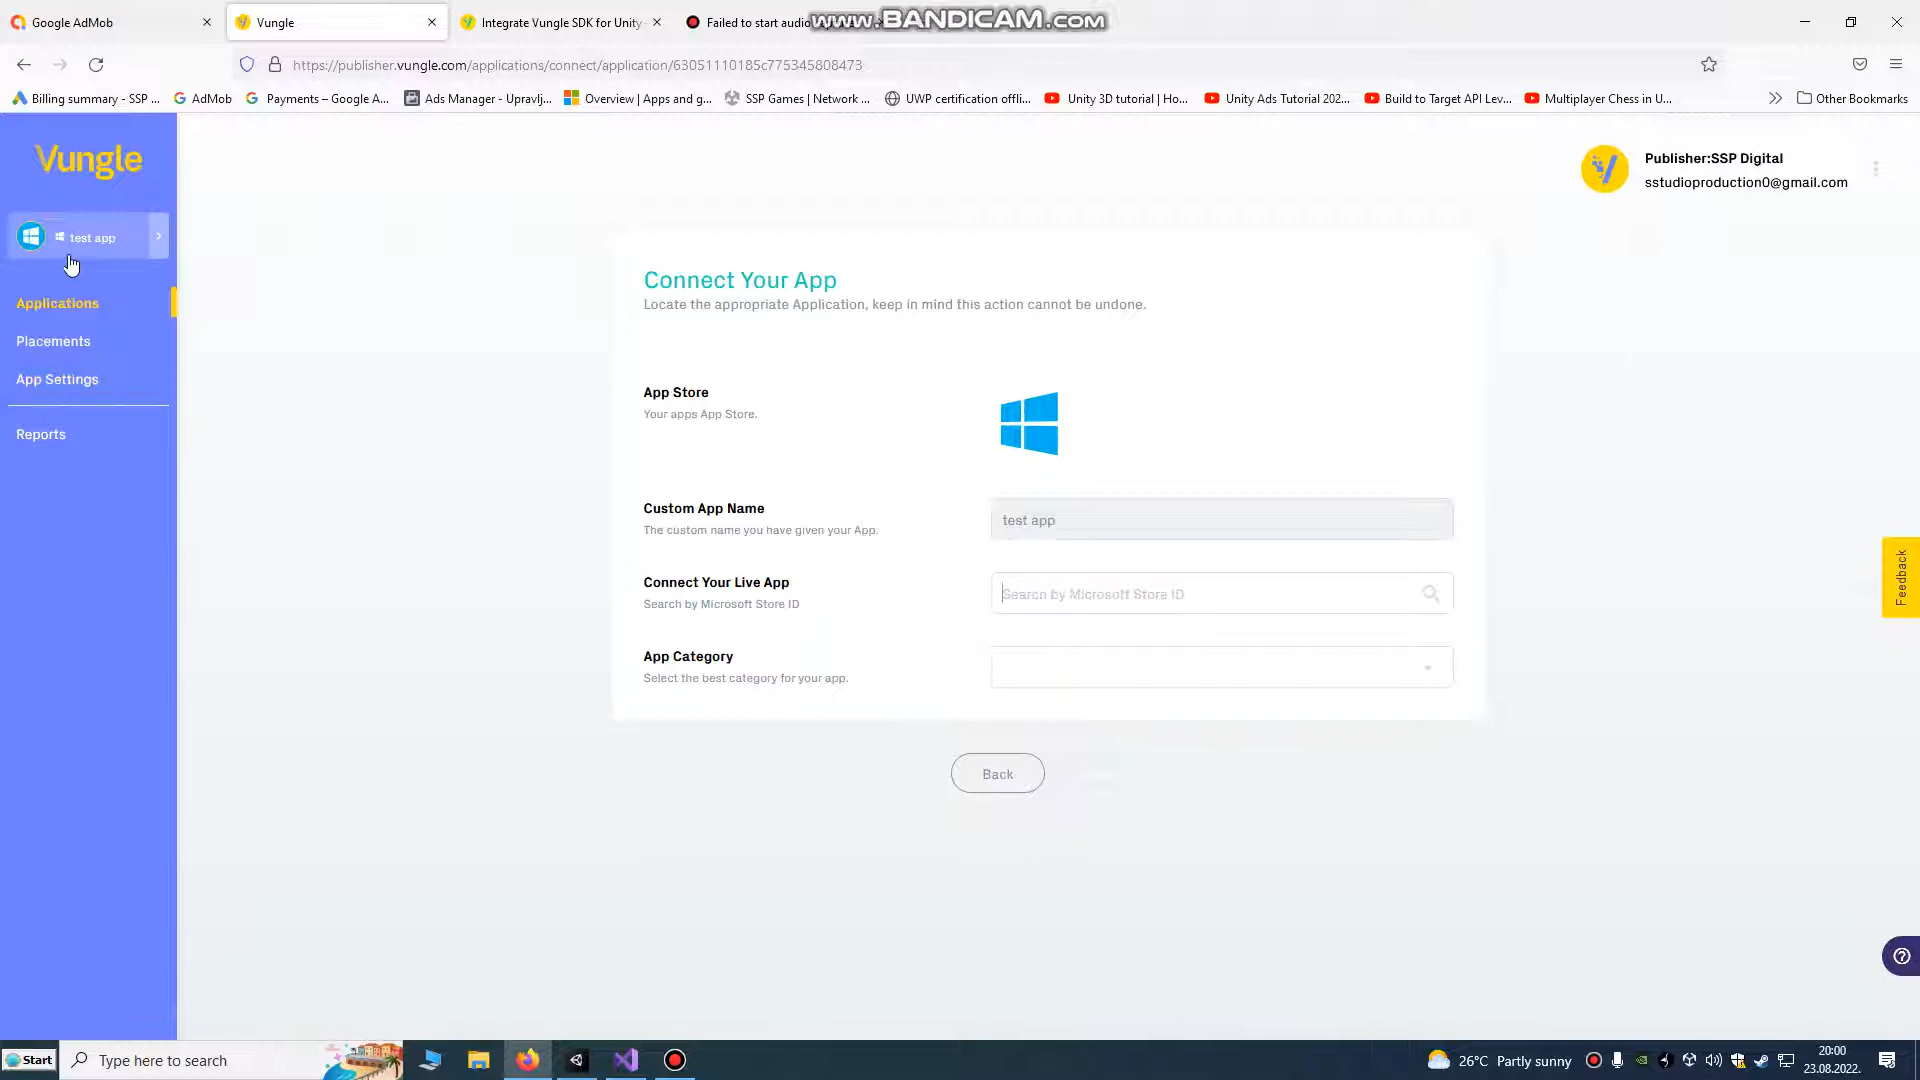 Google AdMob
Vungle
Integrate Vungle SDK for Unity -
Failed to start audio
www.BANDICAM.com
https://publisher.vungle.com/applications/connect/application/63051110185c775345808473
Billing summary - SSP ...
AdMob
Payments – Google A...
Ads Manager - Upravlj...
Overview | Apps and g...
SSP Games | Network ...
UWP certification offli...
Unity 3D tutorial | Ho...
Unity Ads Tutorial 202...
Build to Target API Lev...
Multiplayer Chess in U...
Other Bookmarks
Vungle
Publisher:SSP Digital
sstudioproduction0@gmail.com
test app
Applications
Placements
App Settings
Reports
Connect Your App
Locate the appropriate Application, keep in mind this action cannot be undone.
App Store
Your apps App Store.
Custom App Name
The custom name you have given your App.
test app
Connect Your Live App
Search by Microsoft Store ID
Search by Microsoft Store ID
App Category
Select the best category for your app.
Back
Feedback
Start
Type here to search
26°C Partly sunny
20:00
23.08.2022.